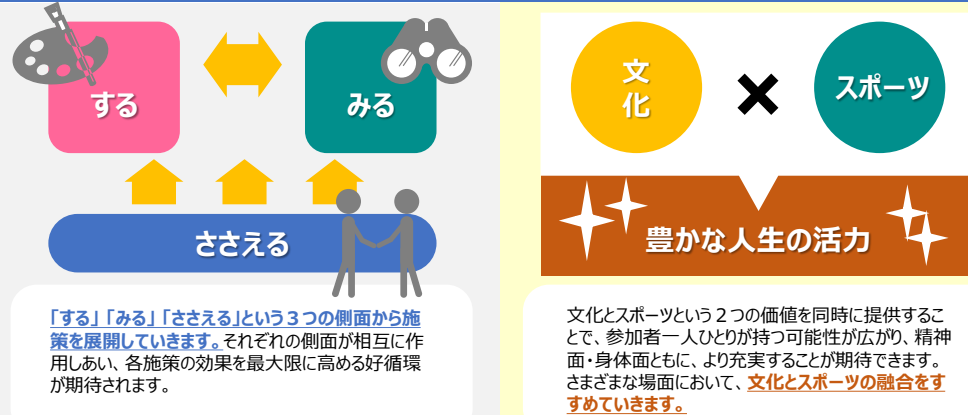 する
みる
ささえる
「する」「みる」「ささえる」という３つの側面から施
策を展開していきます。それぞれの側面が相互に作
用しあい、各施策の効果を最大限に高める好循環
が期待されます。
文
化
×
スポーツ
豊かな人生の活力
文化とスポーツという２つの価値を同時に提供するこ
とで、参加者一人ひとりが持つ可能性が広がり、精神
面・身体面ともに、より充実することが期待できます。
さまざまな場面において、文化とスポーツの融合をす
すめていきます。